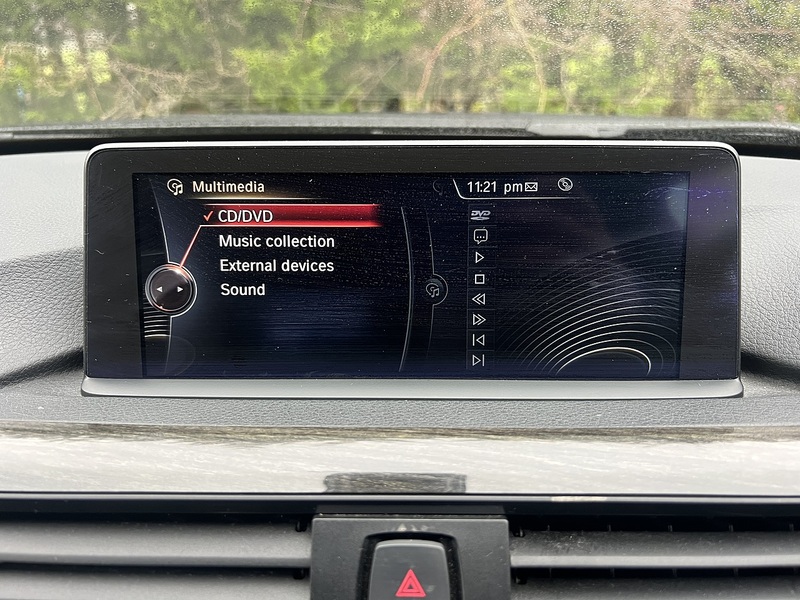 Multimedia
11:21 pm
CD/DVD
DVD
Music collection
External devices
Sound